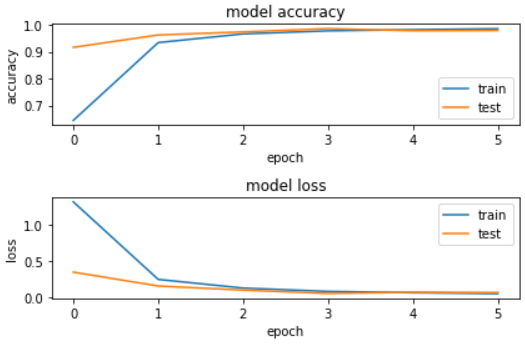 model accuracy
1.0
0.9
0.8
0.7
accuracy
train
test
0 1 2 3 4 5
epoch
model loss
1.0
0.5
0.0
loss
train
test
0 1 2 3 4 5
epoch